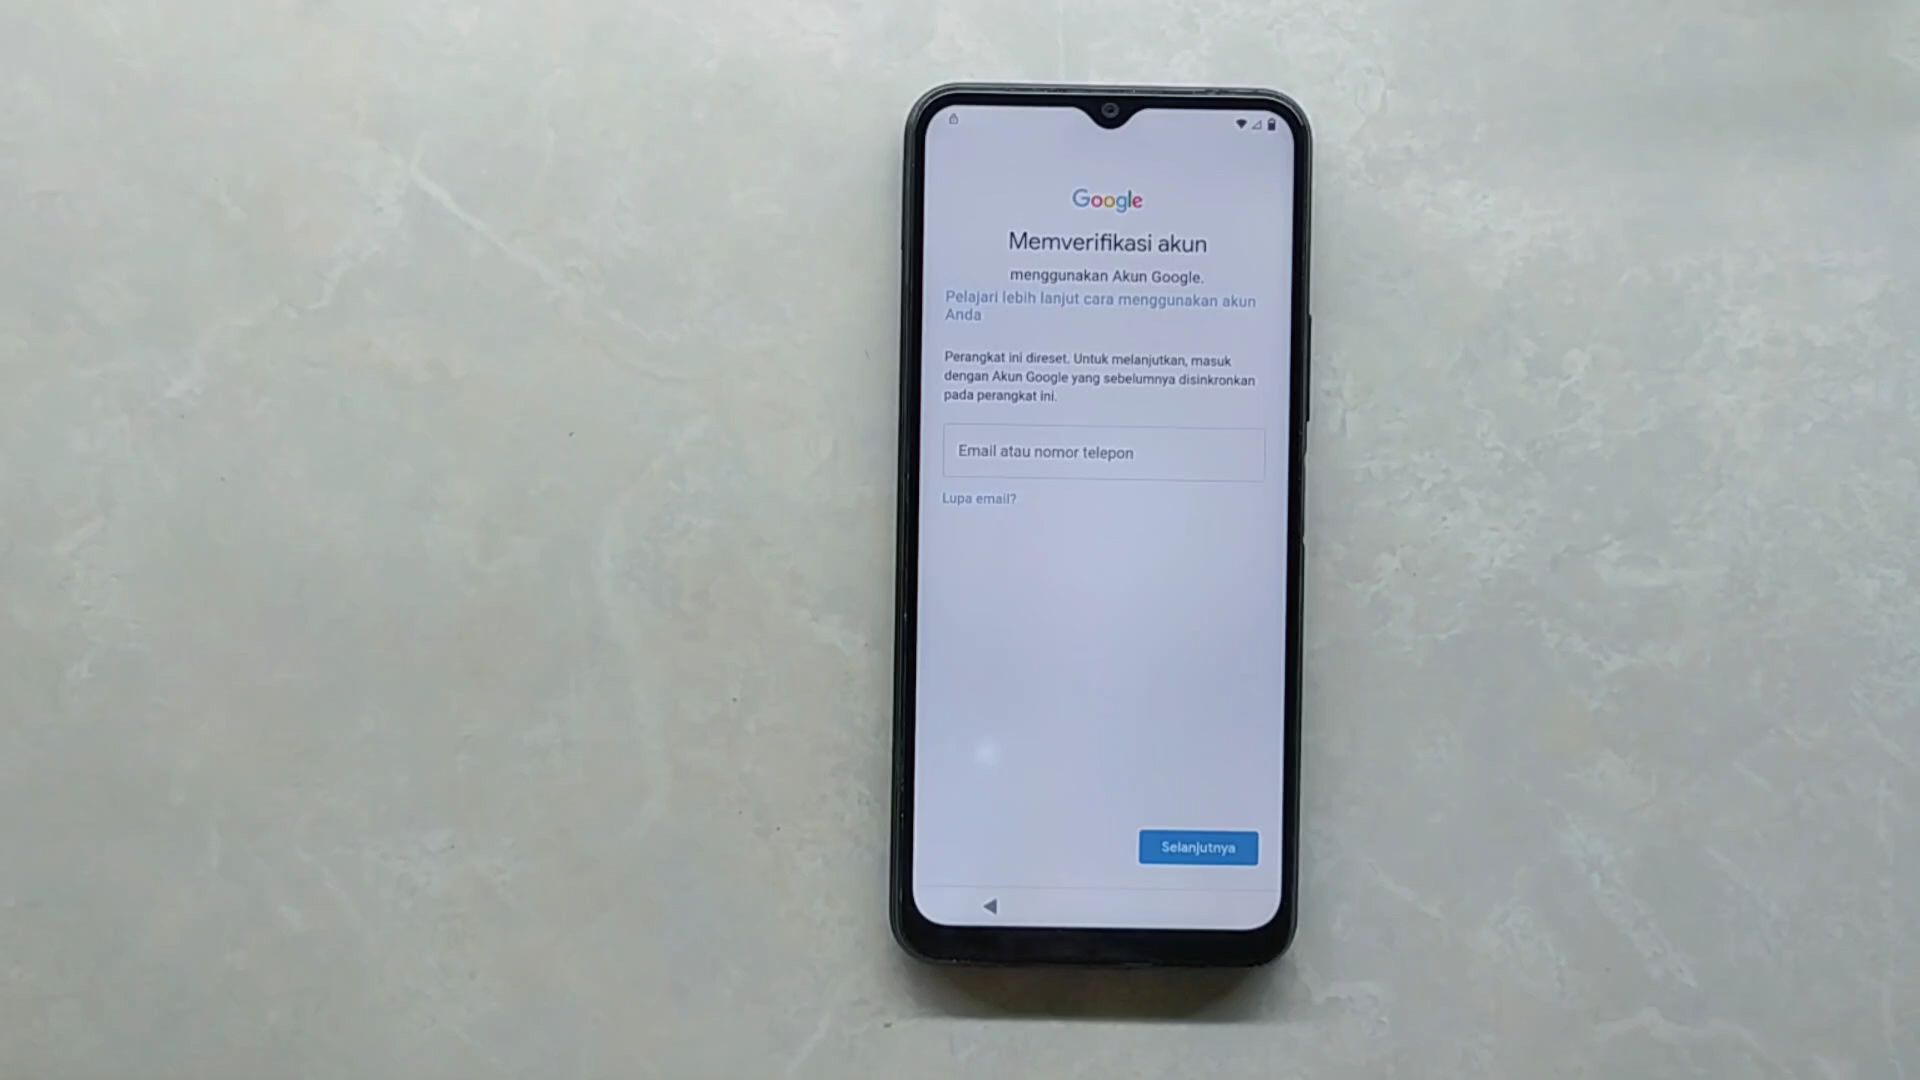 Google
Memverifikasi akun
menggunakan Akun Google.
Pelajari lebih lanjut cara menggunakan akun
Anda
Perangkat ini direset. Untuk melanjutkan, masuk
dengan Akun Google yang sebelumnya disinkronkan
pada perangkat ini.
Email atau nomor telepon
Lupa email?
Selanjutnya